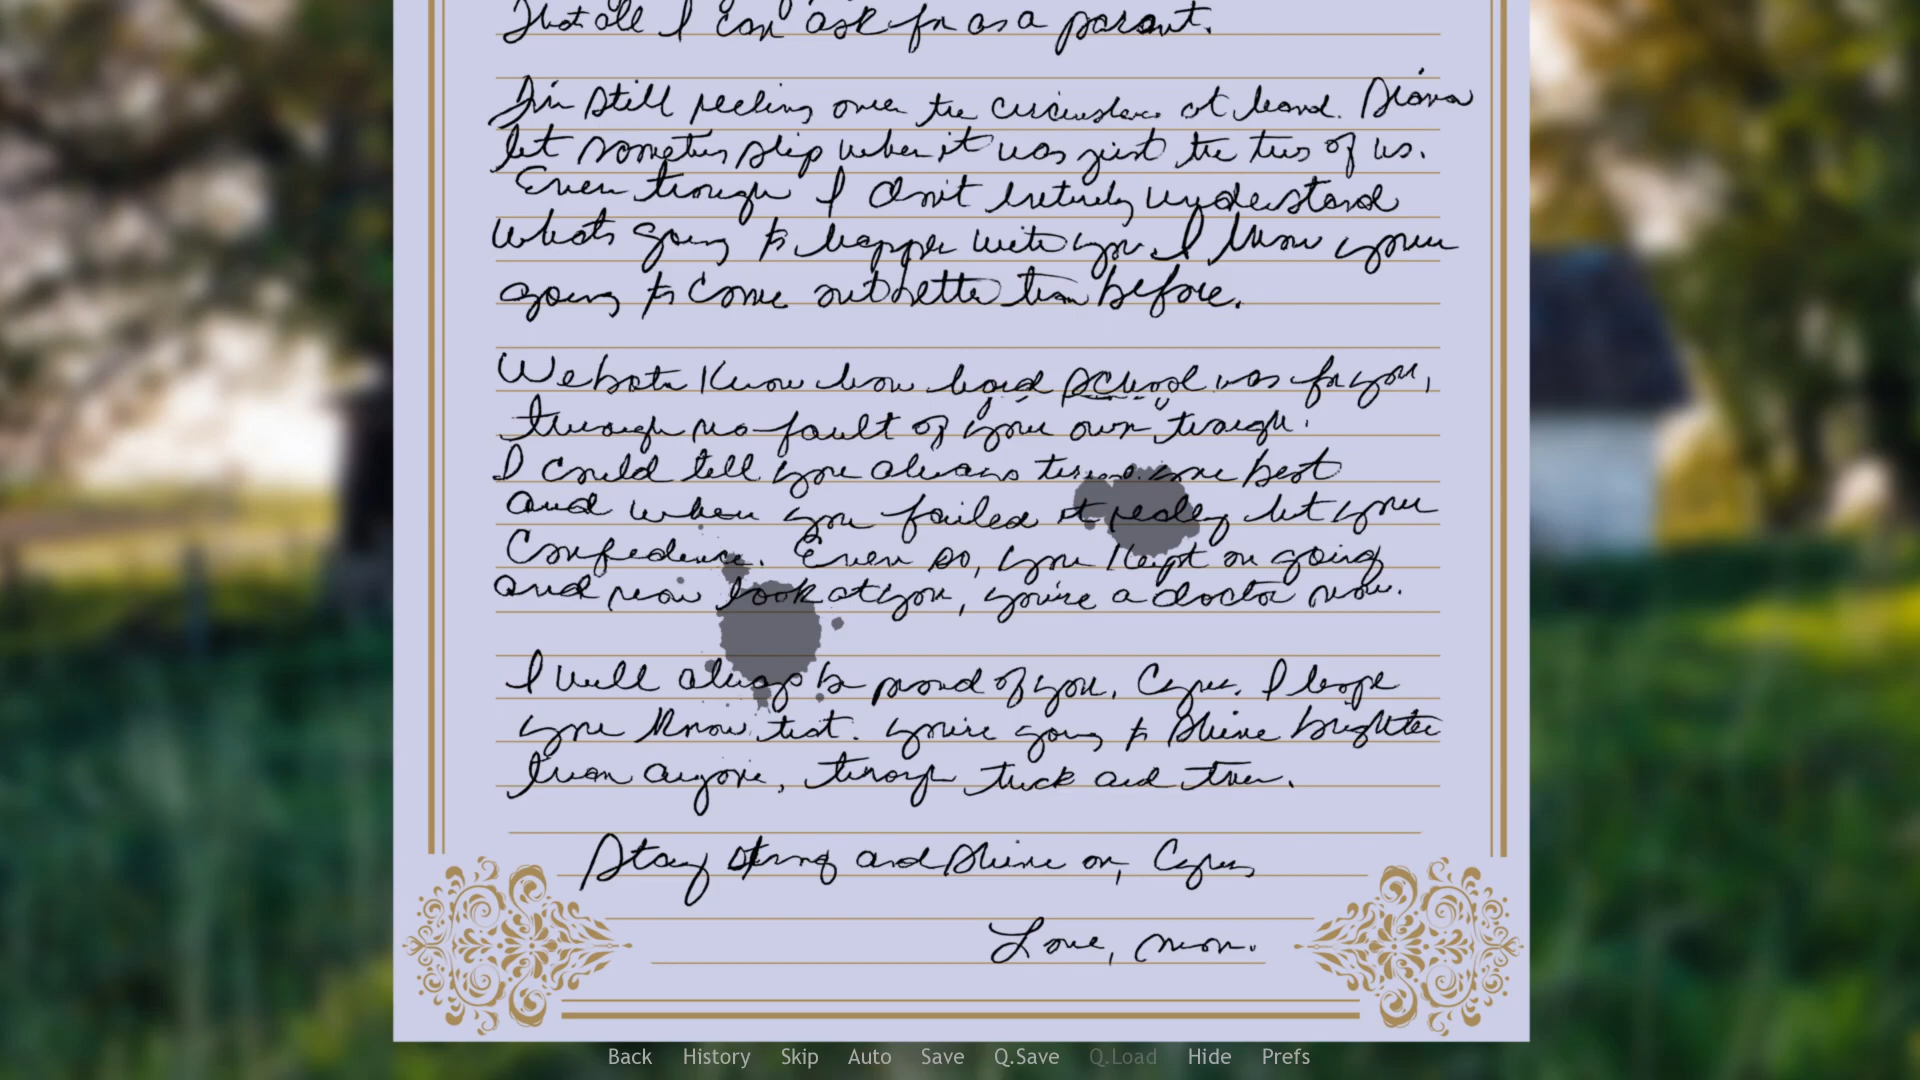 That all I can ask for as a parent.
I'm still reeling over the circumstance at hand. Diana
let somethin slip when it was just the two of us.
Even though I don't entirely understand
whats going to happen with you. I know your
going to come out better than before.
We both know how hard school was for you,
through no fault of your own though.
I could tell you always your best
and when you failed it really hit your
Confidence. Even so, you kept on going
and now look at you, you're a doctor now.
I will always be proud of you, Cyrus. I hope
you know that. You're going to shine brighter
than anyone, through thick and thin.
Stay strong and shine on, Cyrus
Love, mom.
Back History Skip Auto Save Q.Save Q.Load Hide Prefs